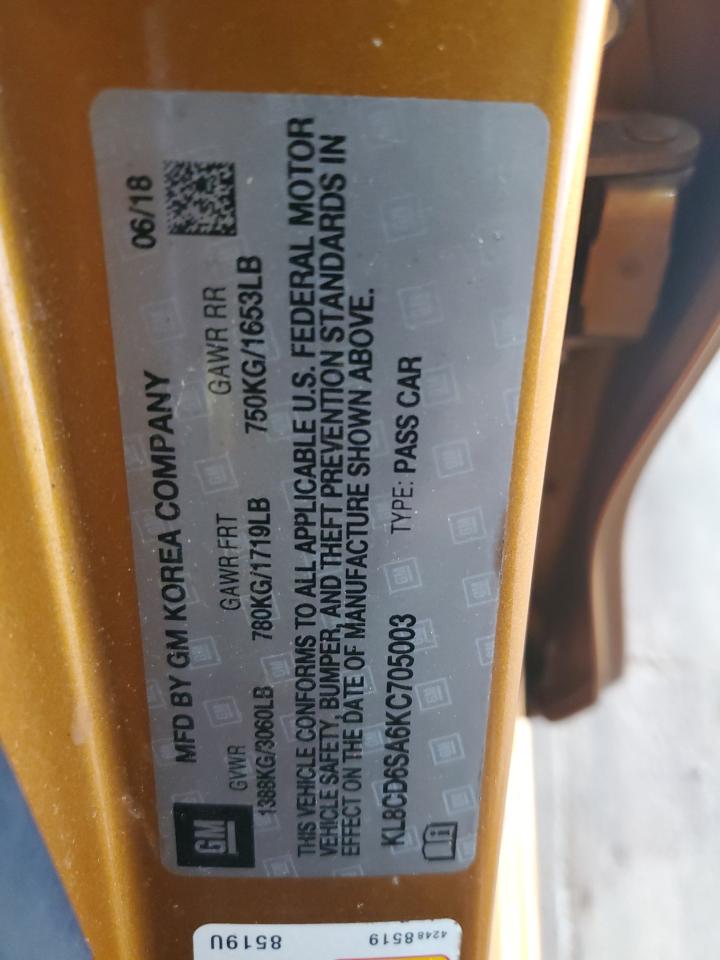 06/18
MFD BY GM KOREA COMPANY
GM
GVWR GAWR FRT GAWR RR
1388KG/3060LB 780KG/1719LB 750KG/1653LB
THIS VEHICLE CONFORMS TO ALL APPLICABLE U.S. FEDERAL MOTOR
VEHICLE SAFETY, BUMPER, AND THEFT PREVENTION STANDARDS IN
EFFECT ON THE DATE OF MANUFACTURE SHOWN ABOVE.
KL8CD6SA6KC705003 TYPE: PASS CAR
4248 8519
8519U